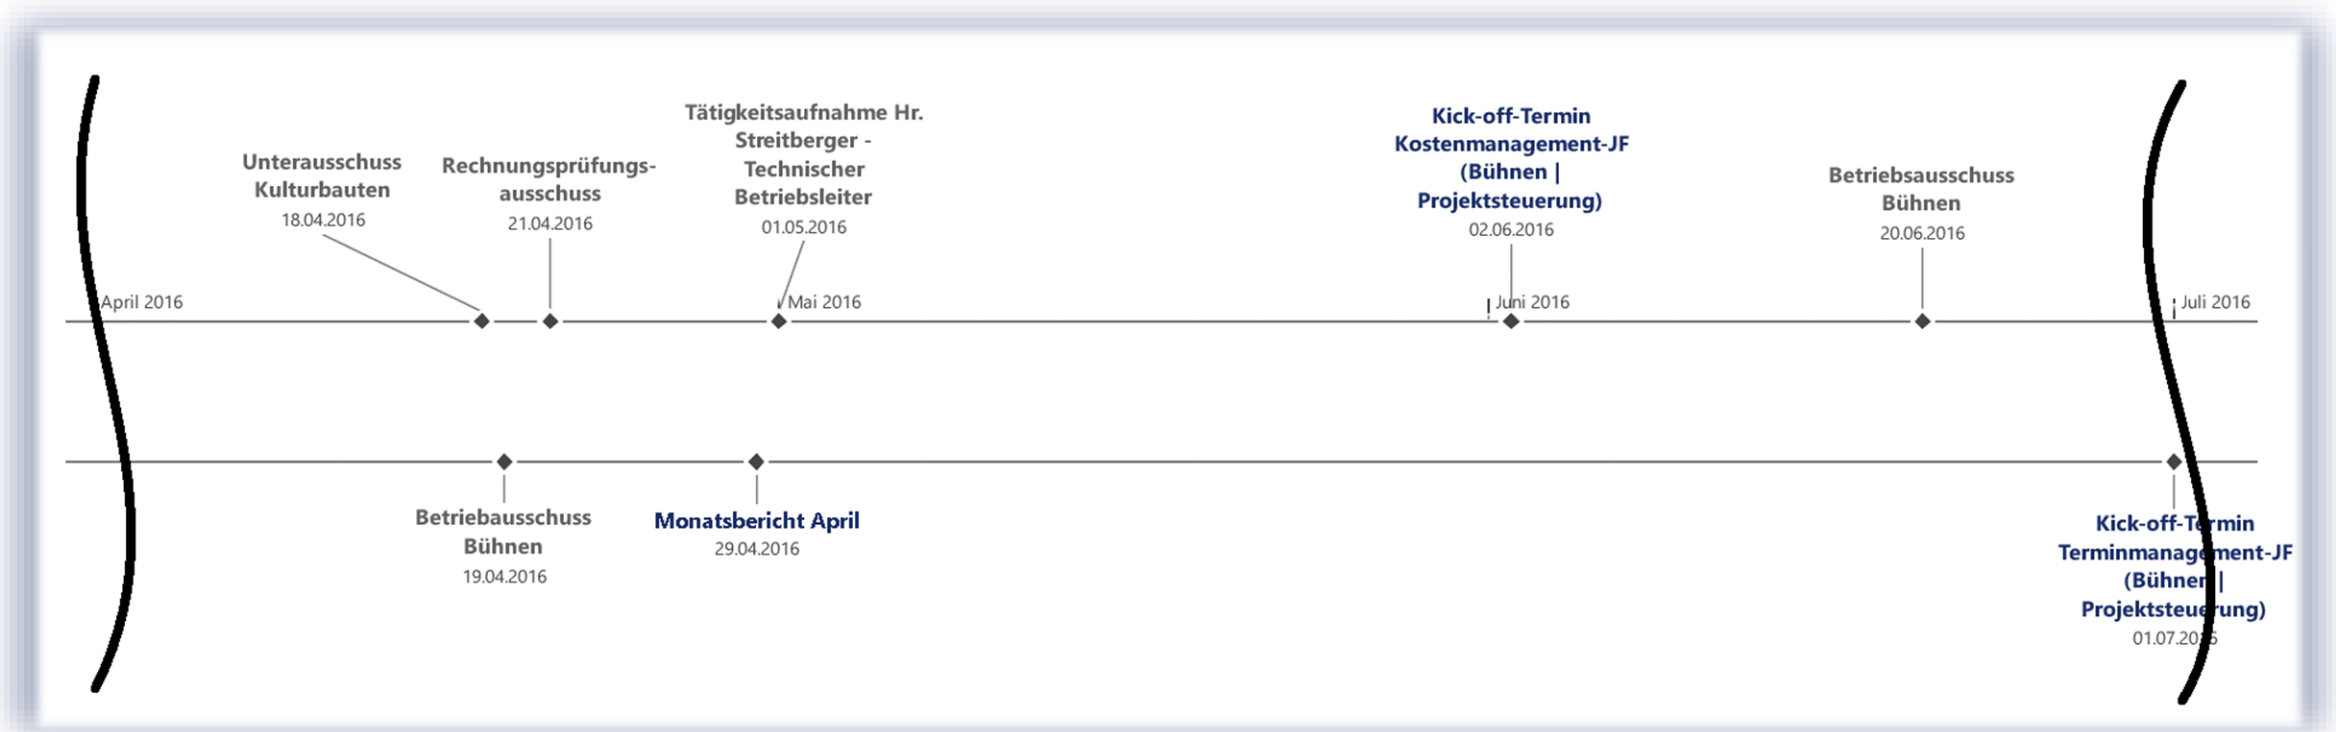 Unterausschuss
Kulturbauten
18.04.2016
Rechnungsprüfungs-
ausschuss
21.04.2016
Tätigkeitsaufnahme Hr.
Streitberger -
Technischer
Betriebsleiter
01.05.2016
Kick-off-Termin
Kostenmanagement-JF
(Bühnen |
Projektsteuerung)
02.06.2016
Betriebsausschuss
Bühnen
20.06.2016
April 2016
Mai 2016
Juni 2016
Juli 2016
Betriebausschuss
Bühnen
19.04.2016
Monatsbericht April
29.04.2016
Kick-off-Termin
Terminmanagement-JF
(Bühnen |
Projektsteuerung)
01.07.2016